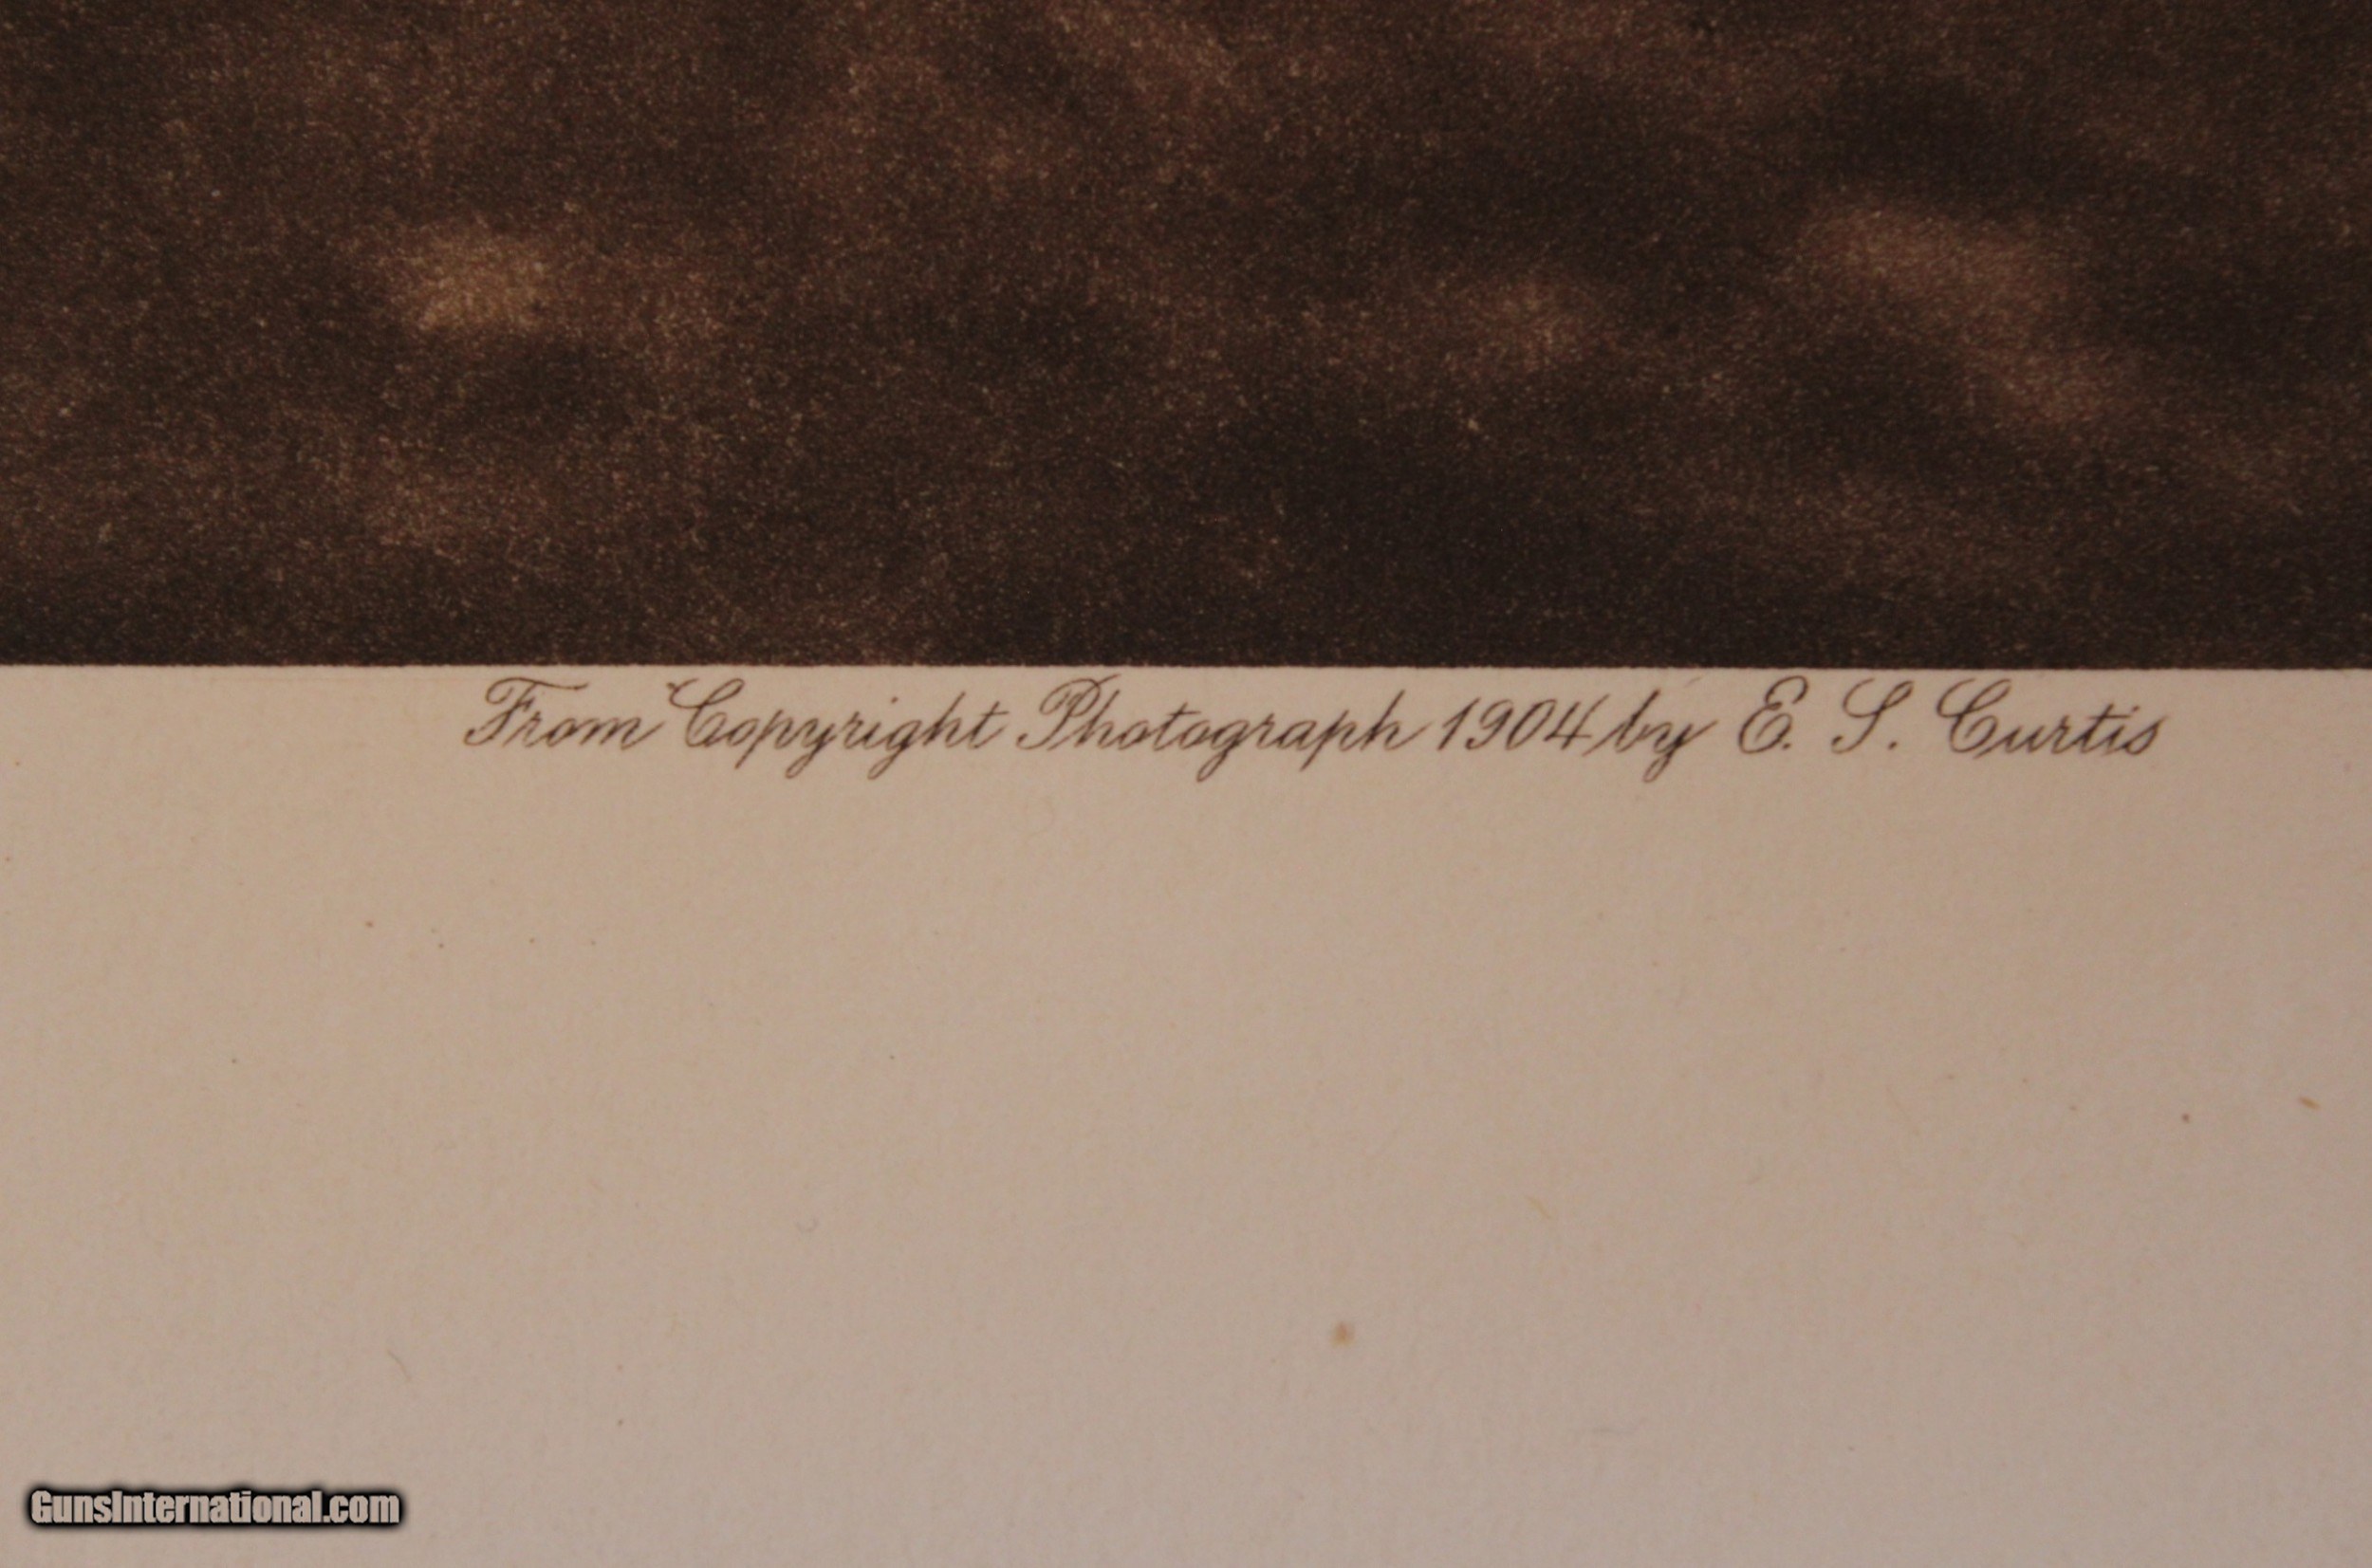 From Copyright Photograph 1904 by E. S. Curtis
GunsInternational.com